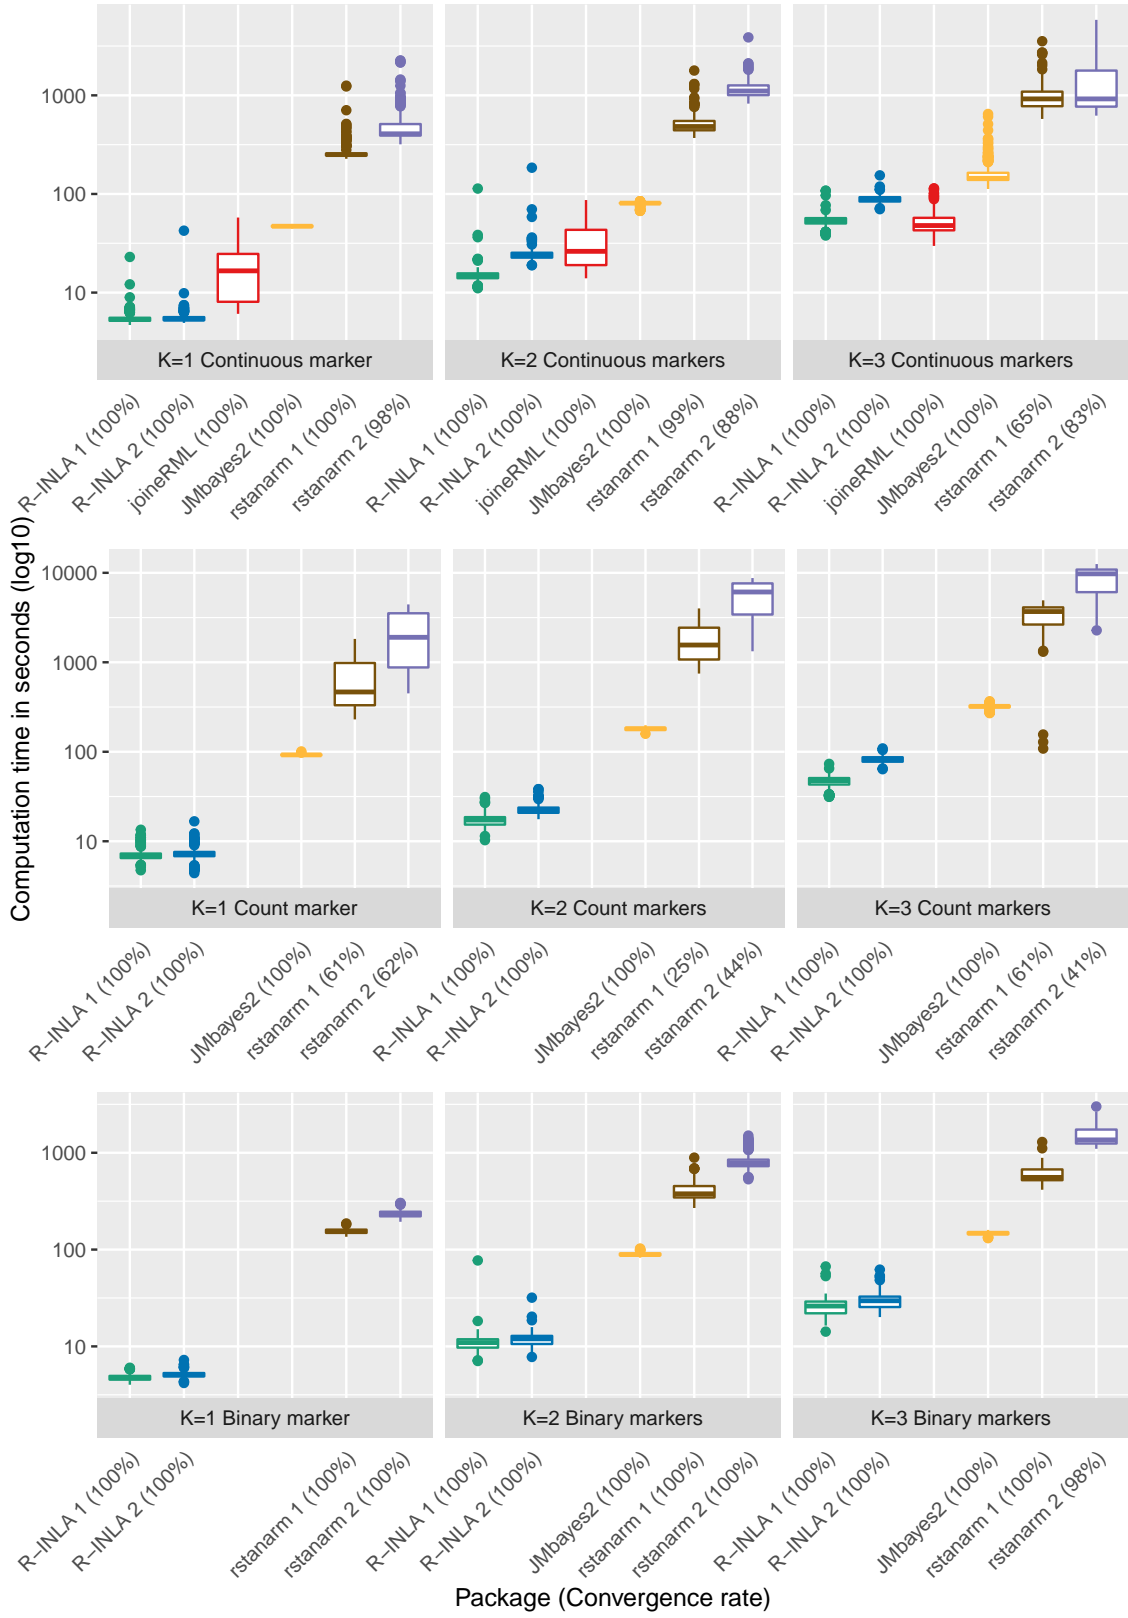 1000
100
10
K=1 Continuous marker
K=2 Continuous markers
K=3 Continuous markers
R−INLA 1 (100%)
R−INLA 2 (100%)
joineRML (100%)
JMbayes2 (100%)
rstanarm 1 (100%)
rstanarm 2 (98%)
R−INLA 1 (100%)
R−INLA 2 (100%)
joineRML (100%)
JMbayes2 (100%)
rstanarm 1 (99%)
rstanarm 2 (88%)
R−INLA 1 (100%)
R−INLA 2 (100%)
joineRML (100%)
JMbayes2 (100%)
rstanarm 1 (65%)
rstanarm 2 (83%)
Computation time in seconds (log10)
10000
1000
100
10
K=1 Count marker
K=2 Count markers
K=3 Count markers
R−INLA 1 (100%)
R−INLA 2 (100%)
JMbayes2 (100%)
rstanarm 1 (61%)
rstanarm 2 (62%)
R−INLA 1 (100%)
R−INLA 2 (100%)
JMbayes2 (100%)
rstanarm 1 (25%)
rstanarm 2 (44%)
R−INLA 1 (100%)
R−INLA 2 (100%)
JMbayes2 (100%)
rstanarm 1 (61%)
rstanarm 2 (41%)
1000
100
10
K=1 Binary marker
K=2 Binary markers
K=3 Binary markers
R−INLA 1 (100%)
R−INLA 2 (100%)
rstanarm 1 (100%)
rstanarm 2 (100%)
R−INLA 1 (100%)
R−INLA 2 (100%)
JMbayes2 (100%)
rstanarm 1 (100%)
rstanarm 2 (100%)
R−INLA 1 (100%)
R−INLA 2 (100%)
JMbayes2 (100%)
rstanarm 1 (100%)
rstanarm 2 (98%)
Package (Convergence rate)